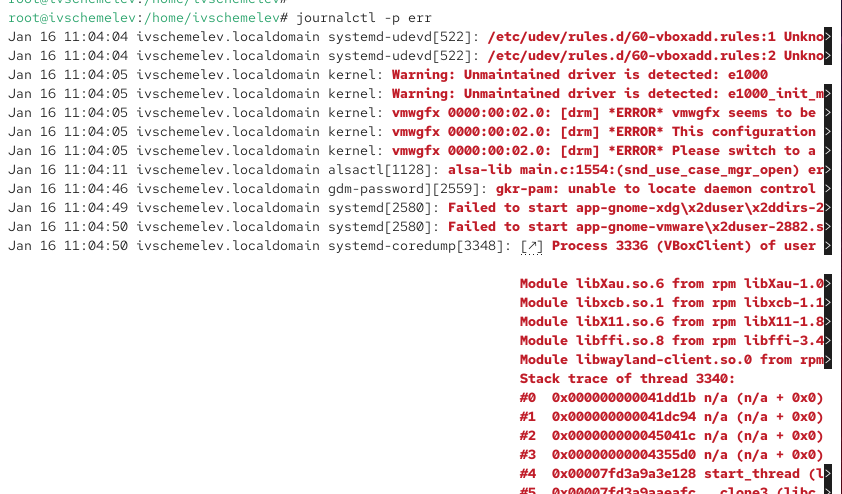 root@ivschemelev:/home/ivschemelev#
root@ivschemelev:/home/ivschemelev# journalctl -p err
Jan 16 11:04:04 ivschemelev.localdomain systemd-udevd[522]: /etc/udev/rules.d/60-vboxadd.rules:1 Unkno>
Jan 16 11:04:04 ivschemelev.localdomain systemd-udevd[522]: /etc/udev/rules.d/60-vboxadd.rules:2 Unkno>
Jan 16 11:04:05 ivschemelev.localdomain kernel: Warning: Unmaintained driver is detected: e1000
Jan 16 11:04:05 ivschemelev.localdomain kernel: Warning: Unmaintained driver is detected: e1000_init_m>
Jan 16 11:04:05 ivschemelev.localdomain kernel: vmwgfx 0000:00:02.0: [drm] *ERROR* vmwgfx seems to be >
Jan 16 11:04:05 ivschemelev.localdomain kernel: vmwgfx 0000:00:02.0: [drm] *ERROR* This configuration >
Jan 16 11:04:05 ivschemelev.localdomain kernel: vmwgfx 0000:00:02.0: [drm] *ERROR* Please switch to a >
Jan 16 11:04:11 ivschemelev.localdomain alsactl[1128]: alsa-lib main.c:1554:(snd_use_case_mgr_open) er>
Jan 16 11:04:46 ivschemelev.localdomain gdm-password][2559]: gkr-pam: unable to locate daemon control >
Jan 16 11:04:49 ivschemelev.localdomain systemd[2580]: Failed to start app-gnome-xdg\x2duser\x2ddirs-2>
Jan 16 11:04:50 ivschemelev.localdomain systemd[2580]: Failed to start app-gnome-vmware\x2duser-2882.s>
Jan 16 11:04:50 ivschemelev.localdomain systemd-coredump[3348]: [↗] Process 3336 (VBoxClient) of user >
Module libXau.so.6 from rpm libXau-1.0>
Module libxcb.so.1 from rpm libxcb-1.1>
Module libX11.so.6 from rpm libX11-1.8>
Module libffi.so.8 from rpm libffi-3.4>
Module libwayland-client.so.0 from rpm>
Stack trace of thread 3340:
#0  0x000000000041dd1b n/a (n/a + 0x0)
#1  0x000000000041dc94 n/a (n/a + 0x0)
#2  0x000000000045041c n/a (n/a + 0x0)
#3  0x00000000004355d0 n/a (n/a + 0x0)
#4  0x00007fd3a9a3e128 start_thread (l>
#5  0x00007fd3a9aaeafc __clone3 (libc.>